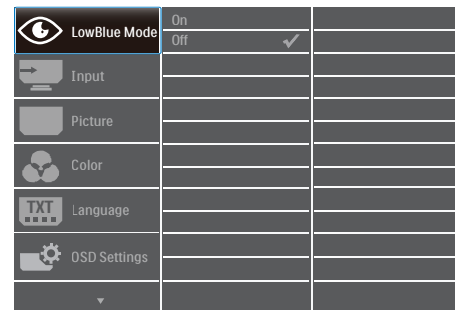 LowBlue Mode
On
Off
Input
Picture
Color
TXT
Language
OSD Settings